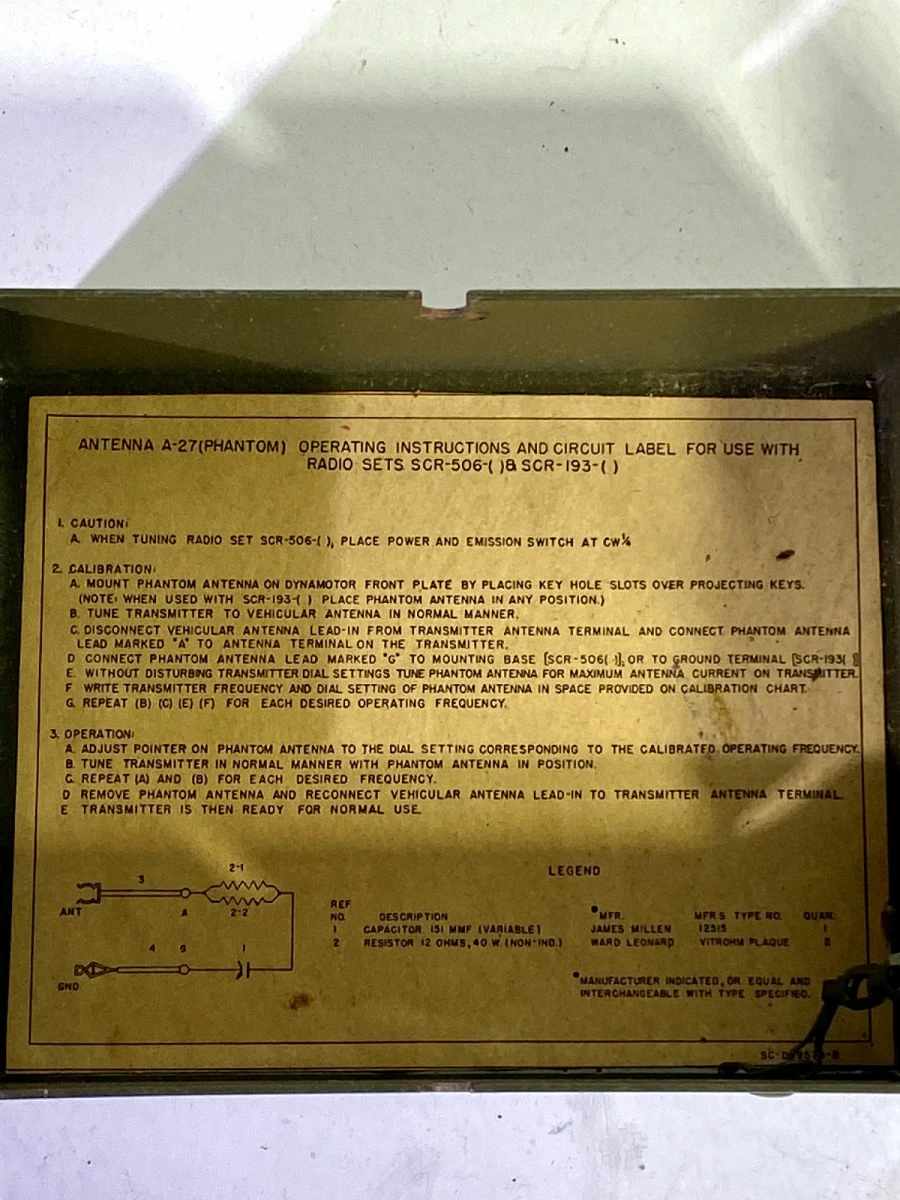 ANTENNA A-27(PHANTOM) OPERATING INSTRUCTIONS AND CIRCUIT LABEL FOR USE WITH
RADIO SETS SCR-506-( )& SCR-193-( )
1. CAUTION:
A. WHEN TUNING RADIO SET SCR-506-( ), PLACE POWER AND EMISSION SWITCH AT CW¼
2. CALIBRATION:
A. MOUNT PHANTOM ANTENNA ON DYNAMOTOR FRONT PLATE BY PLACING KEY HOLE SLOTS OVER PROJECTING KEYS.
(NOTE: WHEN USED WITH SCR-193-( ) PLACE PHANTOM ANTENNA IN ANY POSITION.)
B. TUNE TRANSMITTER TO VEHICULAR ANTENNA IN NORMAL MANNER.
C. DISCONNECT VEHICULAR ANTENNA LEAD-IN FROM TRANSMITTER ANTENNA TERMINAL AND CONNECT PHANTOM ANTENNA
LEAD MARKED "A" TO ANTENNA TERMINAL ON THE TRANSMITTER.
D CONNECT PHANTOM ANTENNA LEAD MARKED "G" TO MOUNTING BASE [SCR-506( )], OR TO GROUND TERMINAL [SCR-193( )]
E. WITHOUT DISTURBING TRANSMITTER DIAL SETTINGS TUNE PHANTOM ANTENNA FOR MAXIMUM ANTENNA CURRENT ON TRANSMITTER.
F. WRITE TRANSMITTER FREQUENCY AND DIAL SETTING OF PHANTOM ANTENNA IN SPACE PROVIDED ON CALIBRATION CHART.
G. REPEAT (B) (C) (E) (F) FOR EACH DESIRED OPERATING FREQUENCY.
3. OPERATION:
A. ADJUST POINTER ON PHANTOM ANTENNA TO THE DIAL SETTING CORRESPONDING TO THE CALIBRATED OPERATING FREQUENCY.
B. TUNE TRANSMITTER IN NORMAL MANNER WITH PHANTOM ANTENNA IN POSITION.
C. REPEAT (A) AND (B) FOR EACH DESIRED FREQUENCY.
D REMOVE PHANTOM ANTENNA AND RECONNECT VEHICULAR ANTENNA LEAD-IN TO TRANSMITTER ANTENNA TERMINAL.
E TRANSMITTER IS THEN READY FOR NORMAL USE.
3 2-1
ANT A 2-2
4 G 1
GND
LEGEND
REF. NO. DESCRIPTION *MFR. MFR'S TYPE NO. QUAN.
1 CAPACITOR 151 MMF (VARIABLE) JAMES MILLEN 12515 1
2 RESISTOR 12 OHMS, 40 W. (NON-IND.) WARD LEONARD VITROHM PLAQUE 2
*MANUFACTURER INDICATED, OR EQUAL AND
INTERCHANGEABLE WITH TYPE SPECIFIED.